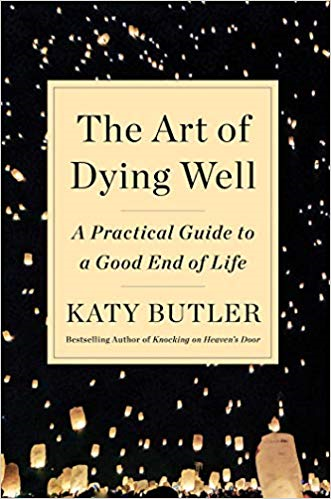 The Art of
Dying Well
A Practical Guide to
a Good End of Life
KATY BUTLER
Bestselling Author of Knocking on Heaven's Door